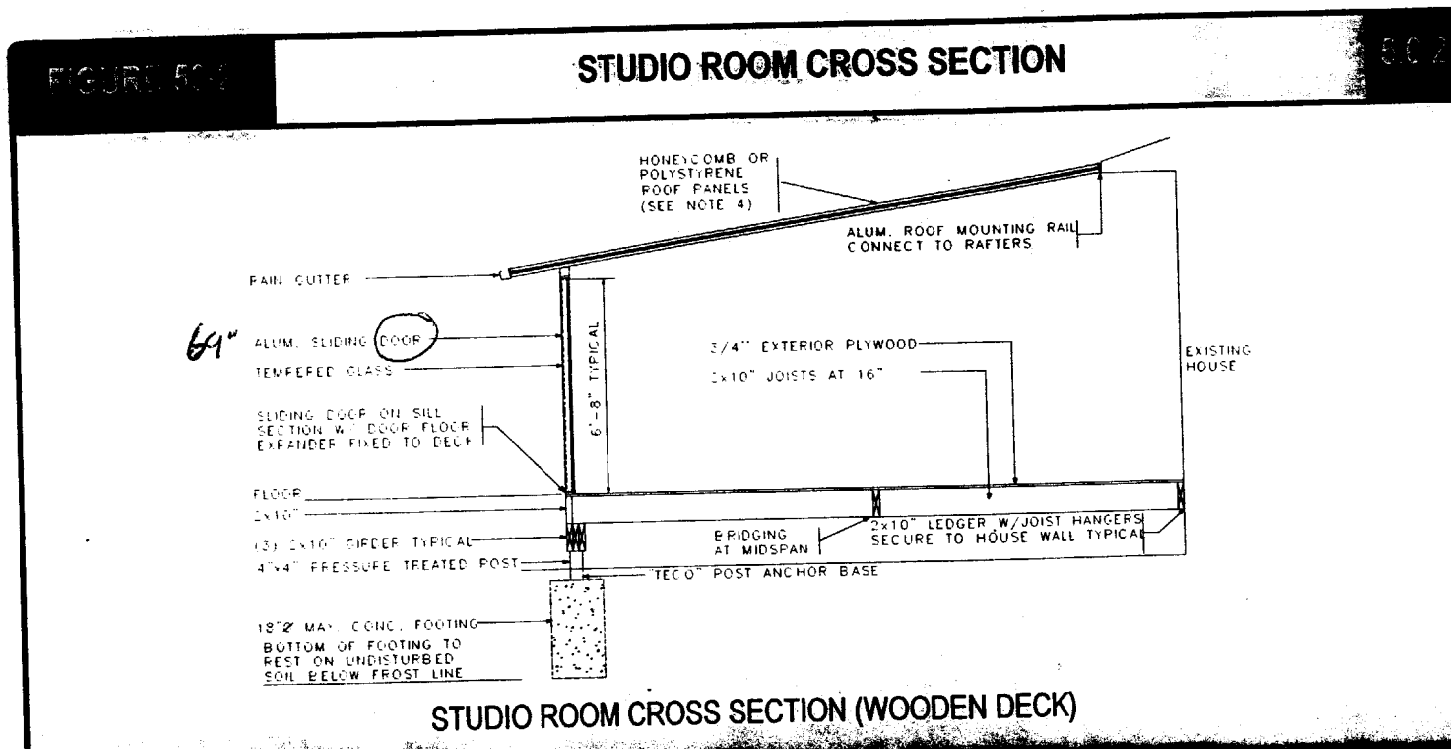 STUDIO ROOM CROSS SECTION
HONEYCOMB OR
POLYSTYRENE
ROOF PANELS
(SEE NOTE 4)
ALUM. ROOF MOUNTING RAIL
CONNECT TO RAFTERS
RAIN GUTTER
ALUM. SLIDING DOOR
TEMPERED GLASS
6'-8" TYPICAL
3/4" EXTERIOR PLYWOOD
2x10" JOISTS AT 16"
EXISTING
HOUSE
SLIDING DOOR ON SILL
SECTION W/ DOOR FLOOR
EXPANDER FIXED TO DECK
FLOOR
2x10"
(3) 2x10" GIRDER TYPICAL
4"x4" PRESSURE TREATED POST
BRIDGING
AT MIDSPAN
2x10" LEDGER W/JOIST HANGERS
SECURE TO HOUSE WALL TYPICAL
"TECO" POST ANCHOR BASE
MAX. CONC. FOOTING
BOTTOM OF FOOTING TO
REST ON UNDISTURBED
SOIL BELOW FROST LINE
STUDIO ROOM CROSS SECTION (WOODEN DECK)